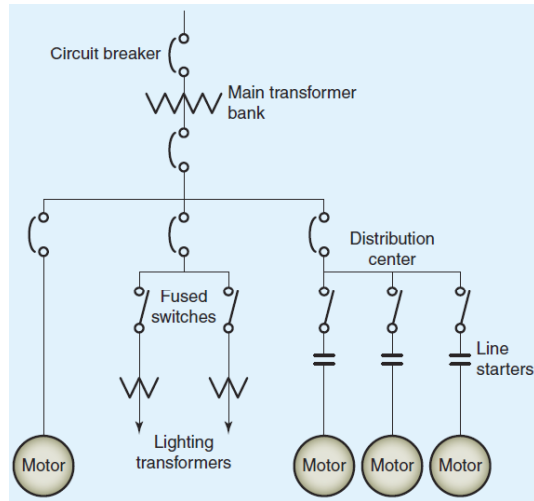 Circuit breaker
Main transformer
bank
Distribution
center
Fused
switches
Line
starters
Lighting
transformers
Motor
Motor
Motor
Motor